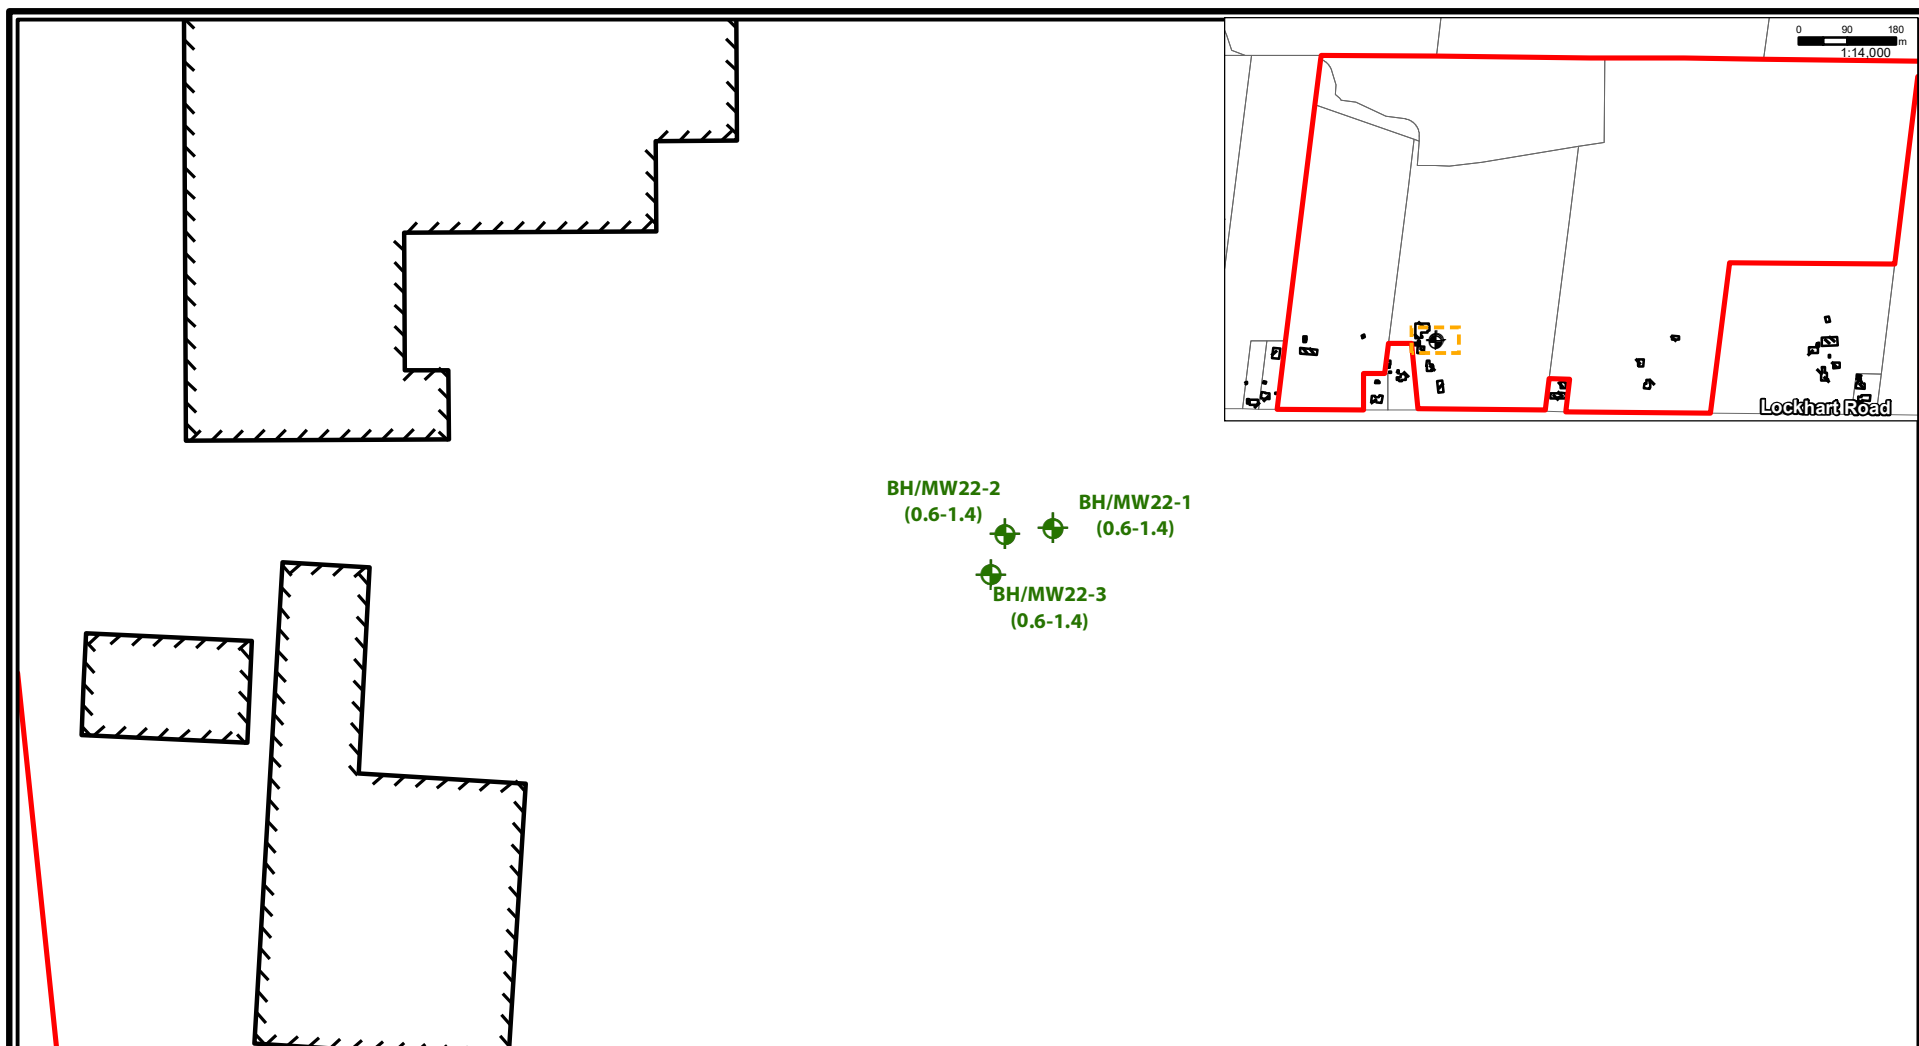 0 90 180
m
1:14,000
Lockhart Road
BH/MW22-2
(0.6-1.4)
BH/MW22-1
(0.6-1.4)
BH/MW22-3
(0.6-1.4)